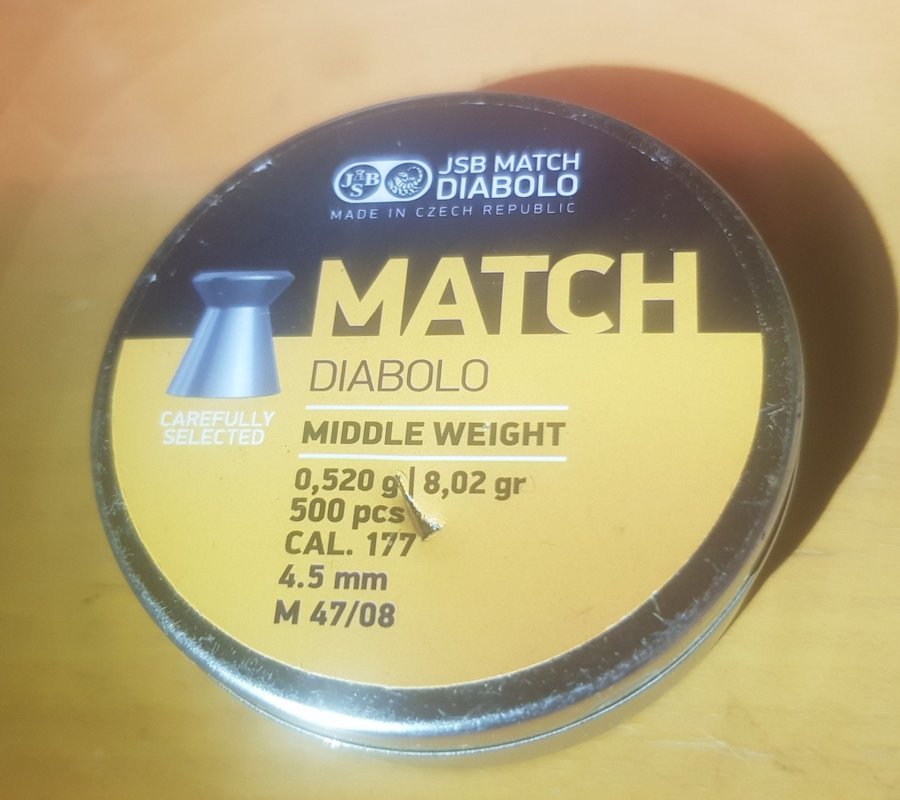 JSB
JSB MATCH
DIABOLO
MADE IN CZECH REPUBLIC
MATCH
DIABOLO
CAREFULLY
SELECTED
MIDDLE WEIGHT
0,520 g | 8,02 gr
500 pcs
CAL. 177
4.5 mm
M 47/08